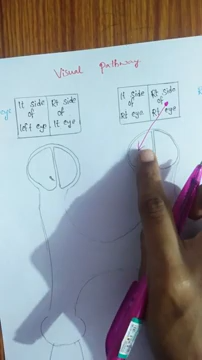 Visual pathway
eye
lt side
of
left eye
Rt side
of
lt eye
lt side
of
Rt eye
Rt side
of
Rt eye